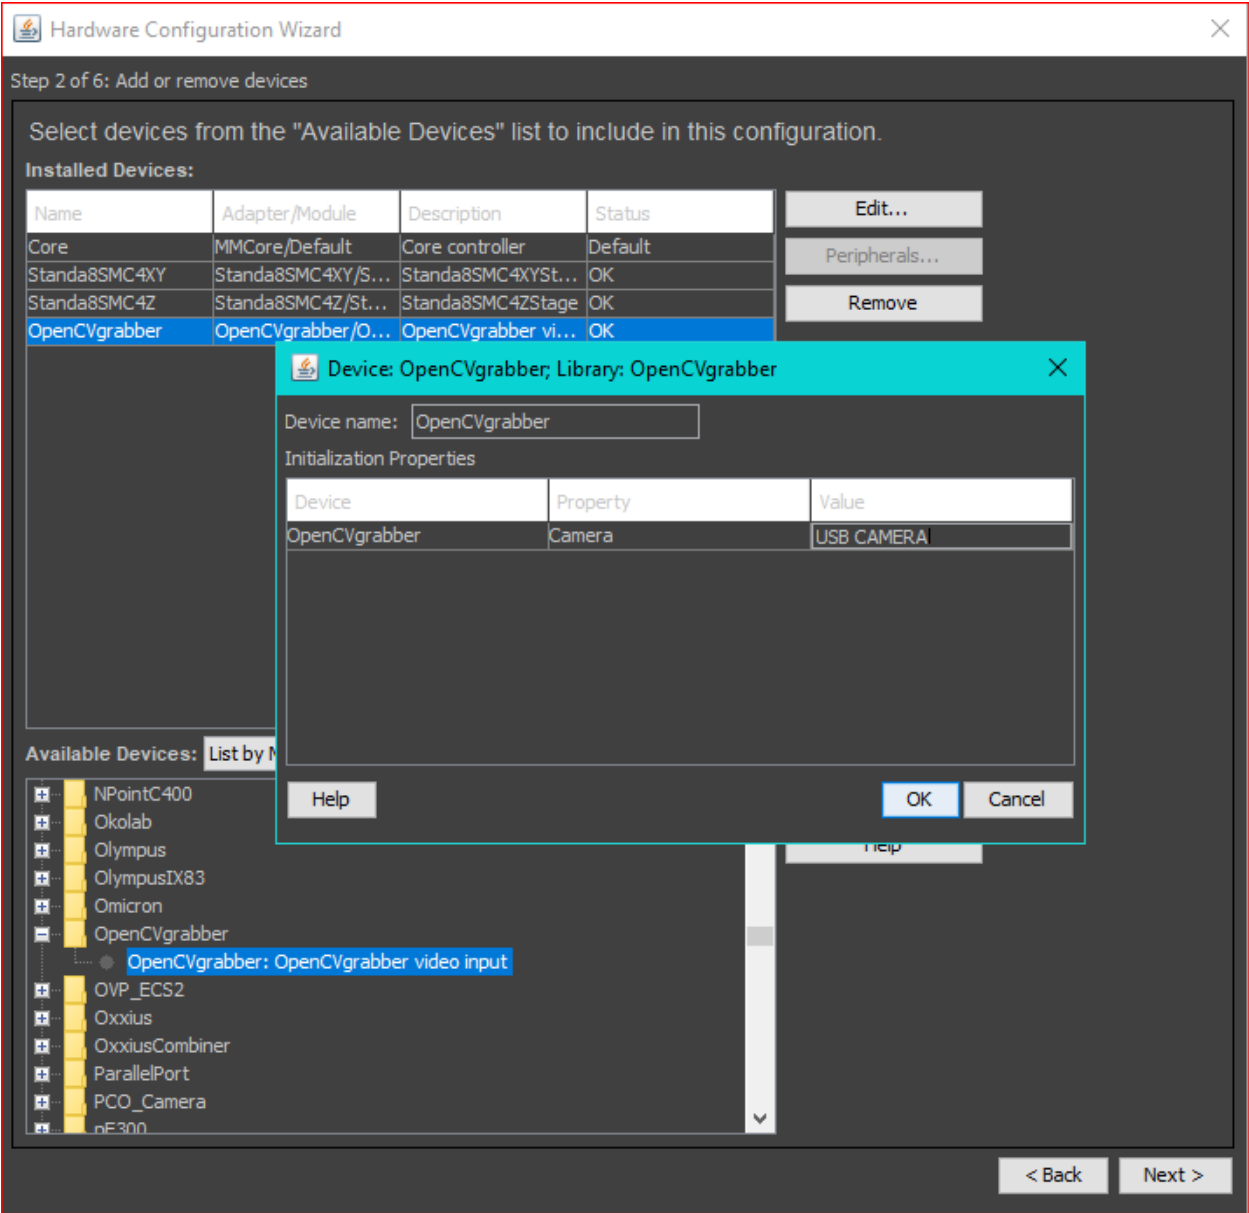 Hardware Configuration Wizard
Step 2 of 6: Add or remove devices
Select devices from the "Available Devices" list to include in this configuration.
Installed Devices:
Name Adapter/Module Description Status
Core MMCore/Default Core controller Default
Standa8SMC4XY Standa8SMC4XY/S... Standa8SMC4XYSt... OK
Standa8SMC4Z Standa8SMC4Z/St... Standa8SMC4ZStage OK
OpenCVgrabber OpenCVgrabber/O... OpenCVgrabber vi... OK
Edit...
Peripherals...
Remove
Device: OpenCVgrabber; Library: OpenCVgrabber
Device name: OpenCVgrabber
Initialization Properties
Device Property Value
OpenCVgrabber Camera USB CAMERA
Help OK Cancel
Available Devices: List by
Help
NPointC400
Okolab
Olympus
OlympusIX83
Omicron
OpenCVgrabber
OpenCVgrabber: OpenCVgrabber video input
OVP_ECS2
Oxxius
OxxiusCombiner
ParallelPort
PCO_Camera
pE300
< Back Next >